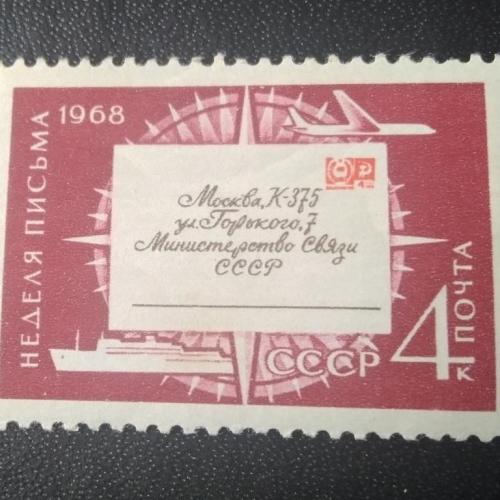 НЕДЕЛЯ ПИСЬМА
1968
Москва, К-375
ул. Горького, 7
Министерство Связи
СССР
СССР
4 к
ПОЧТА